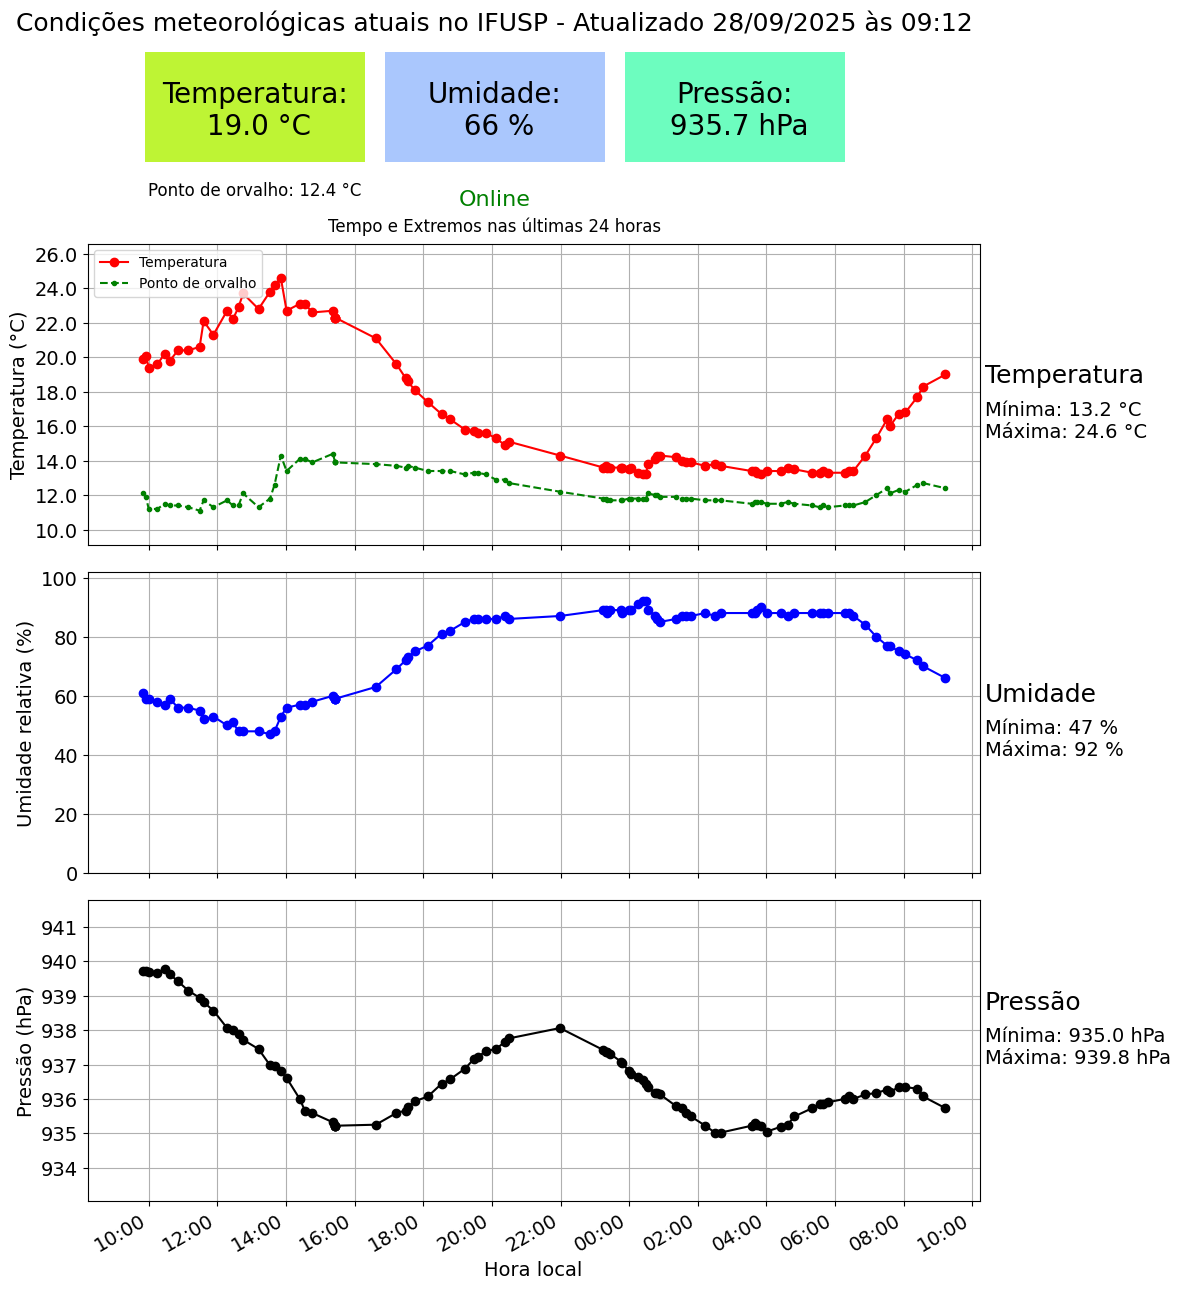 Condições meteorológicas atuais no IFUSP - Atualizado 28/09/2025 às 09:12
Temperatura:
19.0 °C
Umidade:
66 %
Pressão:
935.7 hPa
Ponto de orvalho: 12.4 °C
Online
Tempo e Extremos nas últimas 24 horas
Temperatura (°C)
26.0
24.0
22.0
20.0
18.0
16.0
14.0
12.0
10.0
Temperatura
Ponto de orvalho
Temperatura
Mínima: 13.2 °C
Máxima: 24.6 °C
Umidade relativa (%)
100
80
60
40
20
0
Umidade
Mínima: 47 %
Máxima: 92 %
Pressão (hPa)
941
940
939
938
937
936
935
934
Pressão
Mínima: 935.0 hPa
Máxima: 939.8 hPa
10:00 12:00 14:00 16:00 18:00 20:00 22:00 00:00 02:00 04:00 06:00 08:00 10:00
Hora local